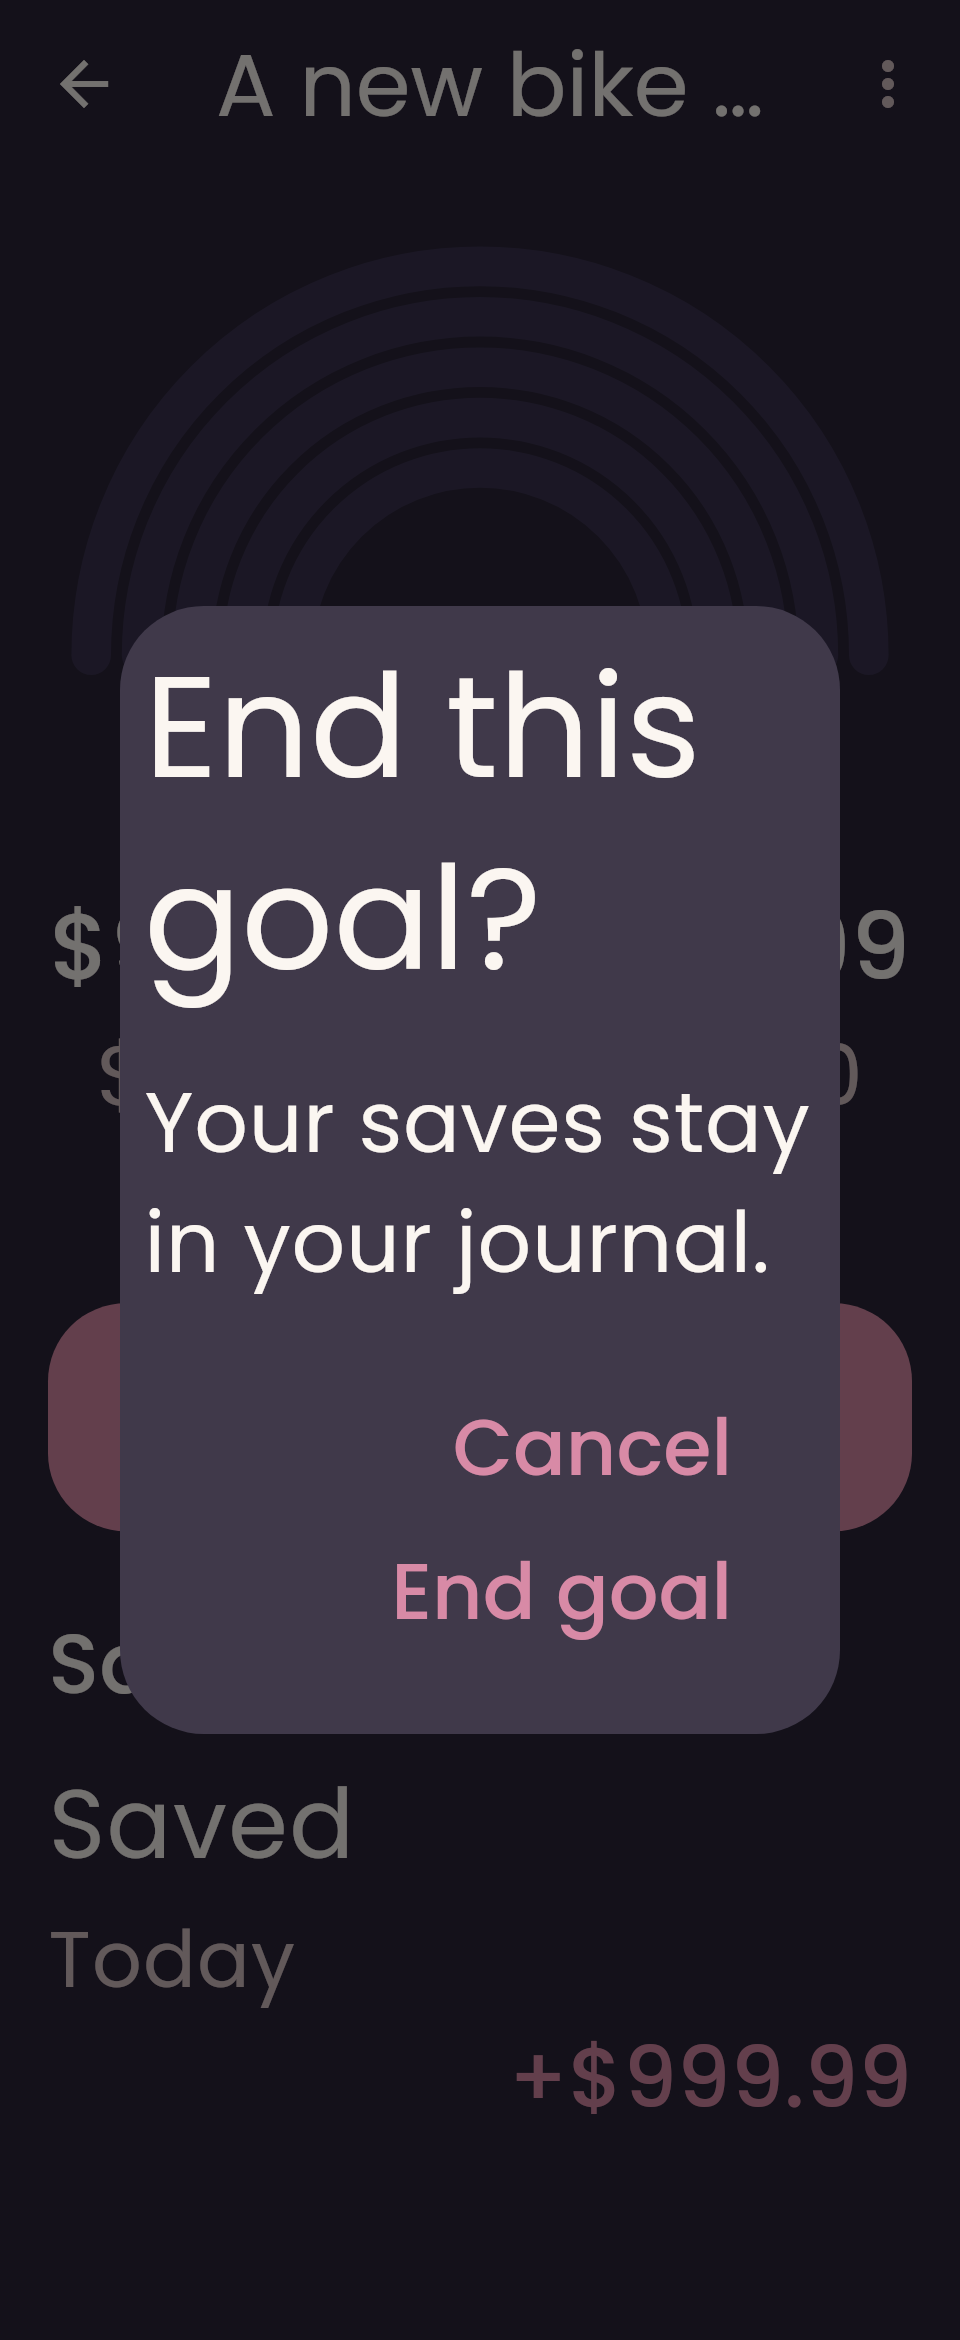 A new bike …
End this
goal?
Your saves stay
in your journal.
Cancel
End goal
Saved
Today
+$999.99